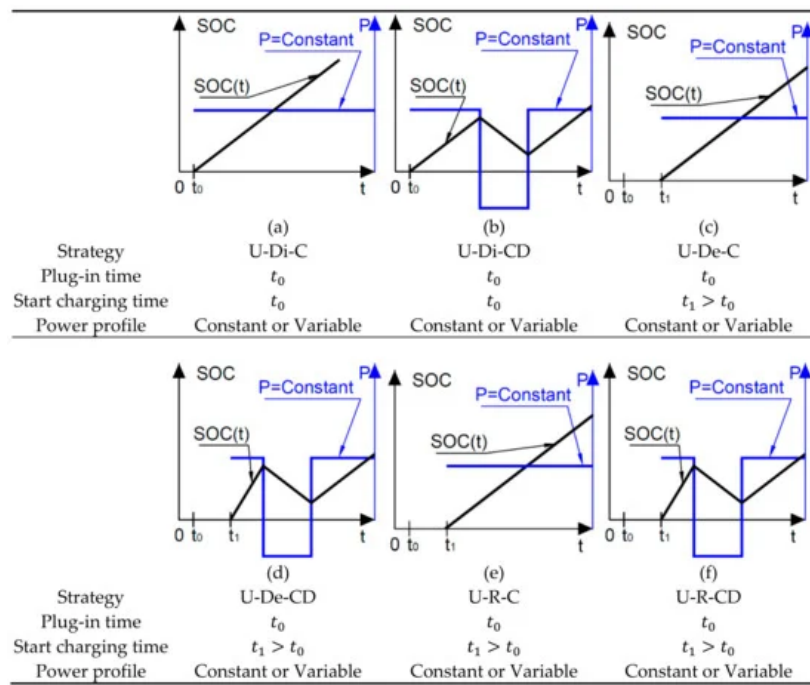 SOC P=Constant P SOC P=Constant P SOC P
SOC(t) SOC(t) P=Constant
SOC(t)
0 t₀ t 0 t₀ t 0 t₀ t₁ t
(a) (b) (c)
Strategy U-Di-C U-Di-CD U-De-C
Plug-in time t₀ t₀ t₀
Start charging time t₀ t₀ t₁ > t₀
Power profile Constant or Variable Constant or Variable Constant or Variable
SOC P SOC P SOC P
P=Constant P=Constant P=Constant
SOC(t) SOC(t) SOC(t)
0 t₀ t₁ t 0 t₀ t₁ t 0 t₀ t₁ t
(d) (e) (f)
Strategy U-De-CD U-R-C U-R-CD
Plug-in time t₀ t₀ t₀
Start charging time t₁ > t₀ t₁ > t₀ t₁ > t₀
Power profile Constant or Variable Constant or Variable Constant or Variable